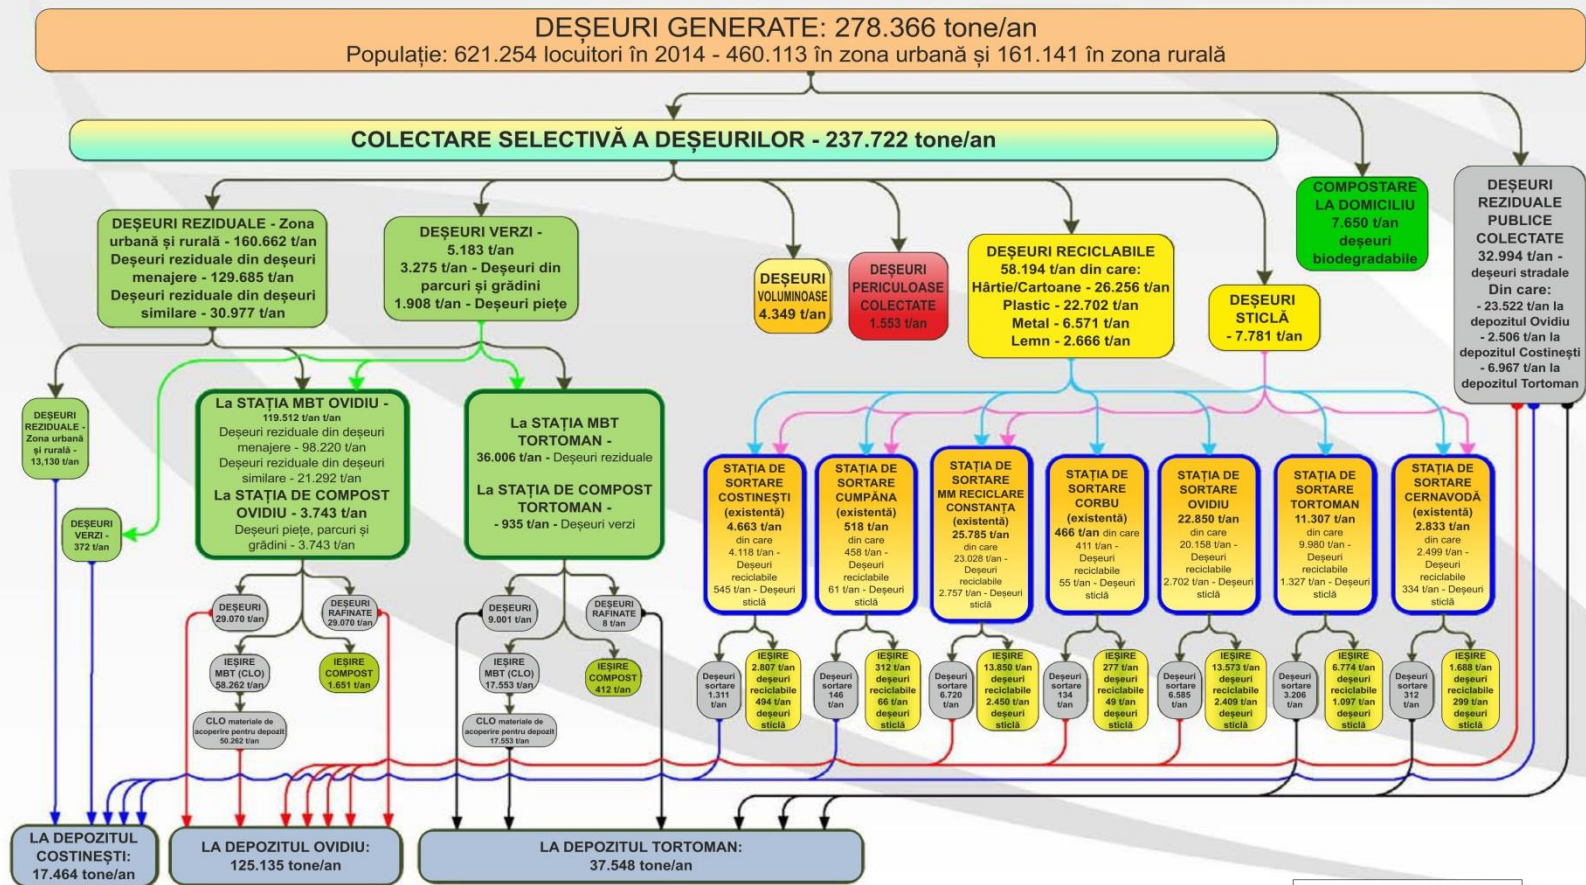 DEȘEURI GENERATE: 278.366 tone/an
Populație: 621.254 locuitori în 2014 - 460.113 în zona urbană și 161.141 în zona rurală
COLECTARE SELECTIVĂ A DEȘEURILOR - 237.722 tone/an
DEȘEURI REZIDUALE - Zona
urbană și rurală - 160.662 t/an
Deșeuri reziduale din deșeuri
menajere - 129.685 t/an
Deșeuri reziduale din deșeuri
similare - 30.977 t/an
DEȘEURI VERZI -
5.183 t/an
3.275 t/an - Deșeuri din
parcuri și grădini
1.908 t/an - Deșeuri piețe
DEȘEURI
VOLUMINOASE
4.349 t/an
DEȘEURI
PERICULOASE
COLECTATE
1.553 t/an
DEȘEURI RECICLABILE
58.194 t/an din care:
Hârtie/Cartoane - 26.256 t/an
Plastic - 22.702 t/an
Metal - 6.571 t/an
Lemn - 2.666 t/an
DEȘEURI
STICLĂ
- 7.781 t/an
COMPOSTARE
LA DOMICILIU
7.650 t/an
deșeuri
biodegradabile
DEȘEURI
REZIDUALE
PUBLICE
COLECTATE
32.994 t/an -
deșeuri stradale
Din care:
- 23.522 t/an la
depozitul Ovidiu
- 2.506 t/an la
depozitul Costinești
- 6.967 t/an la
depozitul Tortoman
DEȘEURI
REZIDUALE -
Zona urbană
și rurală -
13,130 t/an
DEȘEURI
VERZI -
372 t/an
La STAȚIA MBT OVIDIU -
119.512 t/an t/an
Deșeuri reziduale din deșeuri
menajere - 98.220 t/an
Deșeuri reziduale din deșeuri
similare - 21.292 t/an
La STAȚIA DE COMPOST
OVIDIU - 3.743 t/an
Deșeuri piețe, parcuri și
grădini - 3.743 t/an
La STAȚIA MBT
TORTOMAN -
36.006 t/an - Deșeuri reziduale
La STAȚIA DE COMPOST
TORTOMAN -
- 935 t/an - Deșeuri verzi
STAȚIA DE
SORTARE
COSTINEȘTI
(existentă)
4.663 t/an
din care
4.118 t/an -
Deșeuri
reciclabile
545 t/an - Deșeuri
sticlă
STAȚIA DE
SORTARE
CUMPĂNA
(existentă)
518 t/an
din care
458 t/an -
Deșeuri
reciclabile
61 t/an - Deșeuri
sticlă
STAȚIA DE
SORTARE
MM RECICLARE
CONSTANȚA
(existentă)
25.785 t/an
din care
23.028 t/an -
Deșeuri
reciclabile
2.757 t/an - Deșeuri
sticlă
STAȚIA DE
SORTARE
CORBU
(existentă)
466 t/an din care
411 t/an -
Deșeuri
reciclabile
55 t/an - Deșeuri
sticlă
STAȚIA DE
SORTARE
OVIDIU
22.850 t/an
din care
20.158 t/an -
Deșeuri
reciclabile
2.702 t/an - Deșeuri
sticlă
STAȚIA DE
SORTARE
TORTOMAN
11.307 t/an
din care
9.980 t/an -
Deșeuri
reciclabile
1.327 t/an - Deșeuri
sticlă
STAȚIA DE
SORTARE
CERNAVODĂ
(existentă)
2.833 t/an
din care
2.499 t/an -
Deșeuri
reciclabile
334 t/an - Deșeuri
sticlă
DEȘEURI
29.070 t/an
DEȘEURI
RAFINATE
29.070 t/an
IEȘIRE
MBT (CLO)
58.262 t/an
IEȘIRE
COMPOST
1.651 t/an
CLO materiale de
acoperire pentru depozit
50.262 t/an
DEȘEURI
9.001 t/an
DEȘEURI
RAFINATE
8 t/an
IEȘIRE
MBT (CLO)
17.553 t/an
IEȘIRE
COMPOST
412 t/an
CLO materiale de
acoperire pentru depozit
17.553 t/an
Deșeuri
sortare
1.311
t/an
IEȘIRE
2.807 t/an
deșeuri
reciclabile
494 t/an
deșeuri
sticlă
Deșeuri
sortare
146
t/an
IEȘIRE
312 t/an
deșeuri
reciclabile
66 t/an
deșeuri
sticlă
Deșeuri
sortare
6.720
t/an
IEȘIRE
13.850 t/an
deșeuri
reciclabile
2.450 t/an
deșeuri
sticlă
Deșeuri
sortare
134
t/an
IEȘIRE
277 t/an
deșeuri
reciclabile
49 t/an
deșeuri
sticlă
Deșeuri
sortare
6.585
t/an
IEȘIRE
13.573 t/an
deșeuri
reciclabile
2.409 t/an
deșeuri
sticlă
Deșeuri
sortare
3.206
t/an
IEȘIRE
6.774 t/an
deșeuri
reciclabile
1.097 t/an
deșeuri
sticlă
Deșeuri
sortare
312
t/an
IEȘIRE
1.688 t/an
deșeuri
reciclabile
299 t/an
deșeuri
sticlă
LA DEPOZITUL
COSTINEȘTI:
17.464 tone/an
LA DEPOZITUL OVIDIU:
125.135 tone/an
LA DEPOZITUL TORTOMAN:
37.548 tone/an